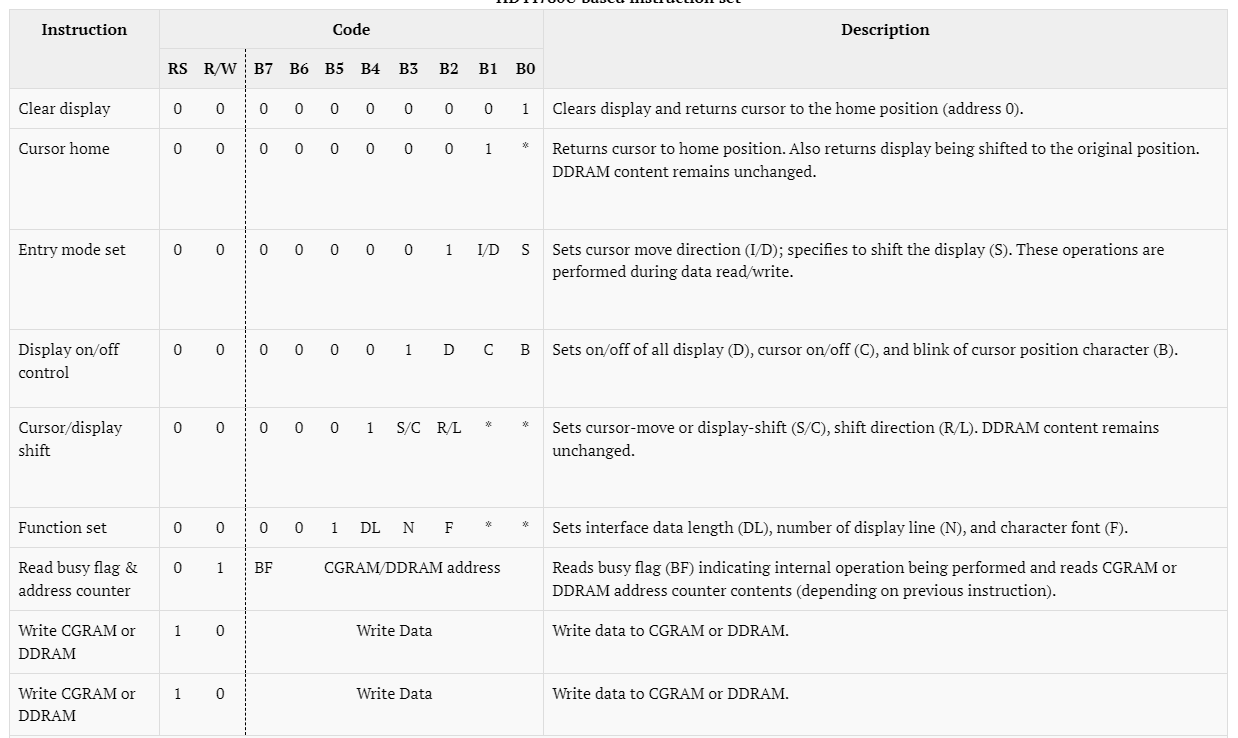 Instruction Code Description
RS R/W B7 B6 B5 B4 B3 B2 B1 B0
Clear display 0 0 0 0 0 0 0 0 0 1 Clears display and returns cursor to the home position (address 0).
Cursor home 0 0 0 0 0 0 0 0 1 * Returns cursor to home position. Also returns display being shifted to the original position.
DDRAM content remains unchanged.
Entry mode set 0 0 0 0 0 0 0 1 I/D S Sets cursor move direction (I/D); specifies to shift the display (S). These operations are
performed during data read/write.
Display on/off 0 0 0 0 0 0 1 D C B Sets on/off of all display (D), cursor on/off (C), and blink of cursor position character (B).
control
Cursor/display 0 0 0 0 0 1 S/C R/L * * Sets cursor-move or display-shift (S/C), shift direction (R/L). DDRAM content remains
shift unchanged.
Function set 0 0 0 0 1 DL N F * * Sets interface data length (DL), number of display line (N), and character font (F).
Read busy flag & 0 1 BF CGRAM/DDRAM address Reads busy flag (BF) indicating internal operation being performed and reads CGRAM or
address counter DDRAM address counter contents (depending on previous instruction).
Write CGRAM or 1 0 Write Data Write data to CGRAM or DDRAM.
DDRAM
Write CGRAM or 1 0 Write Data Write data to CGRAM or DDRAM.
DDRAM